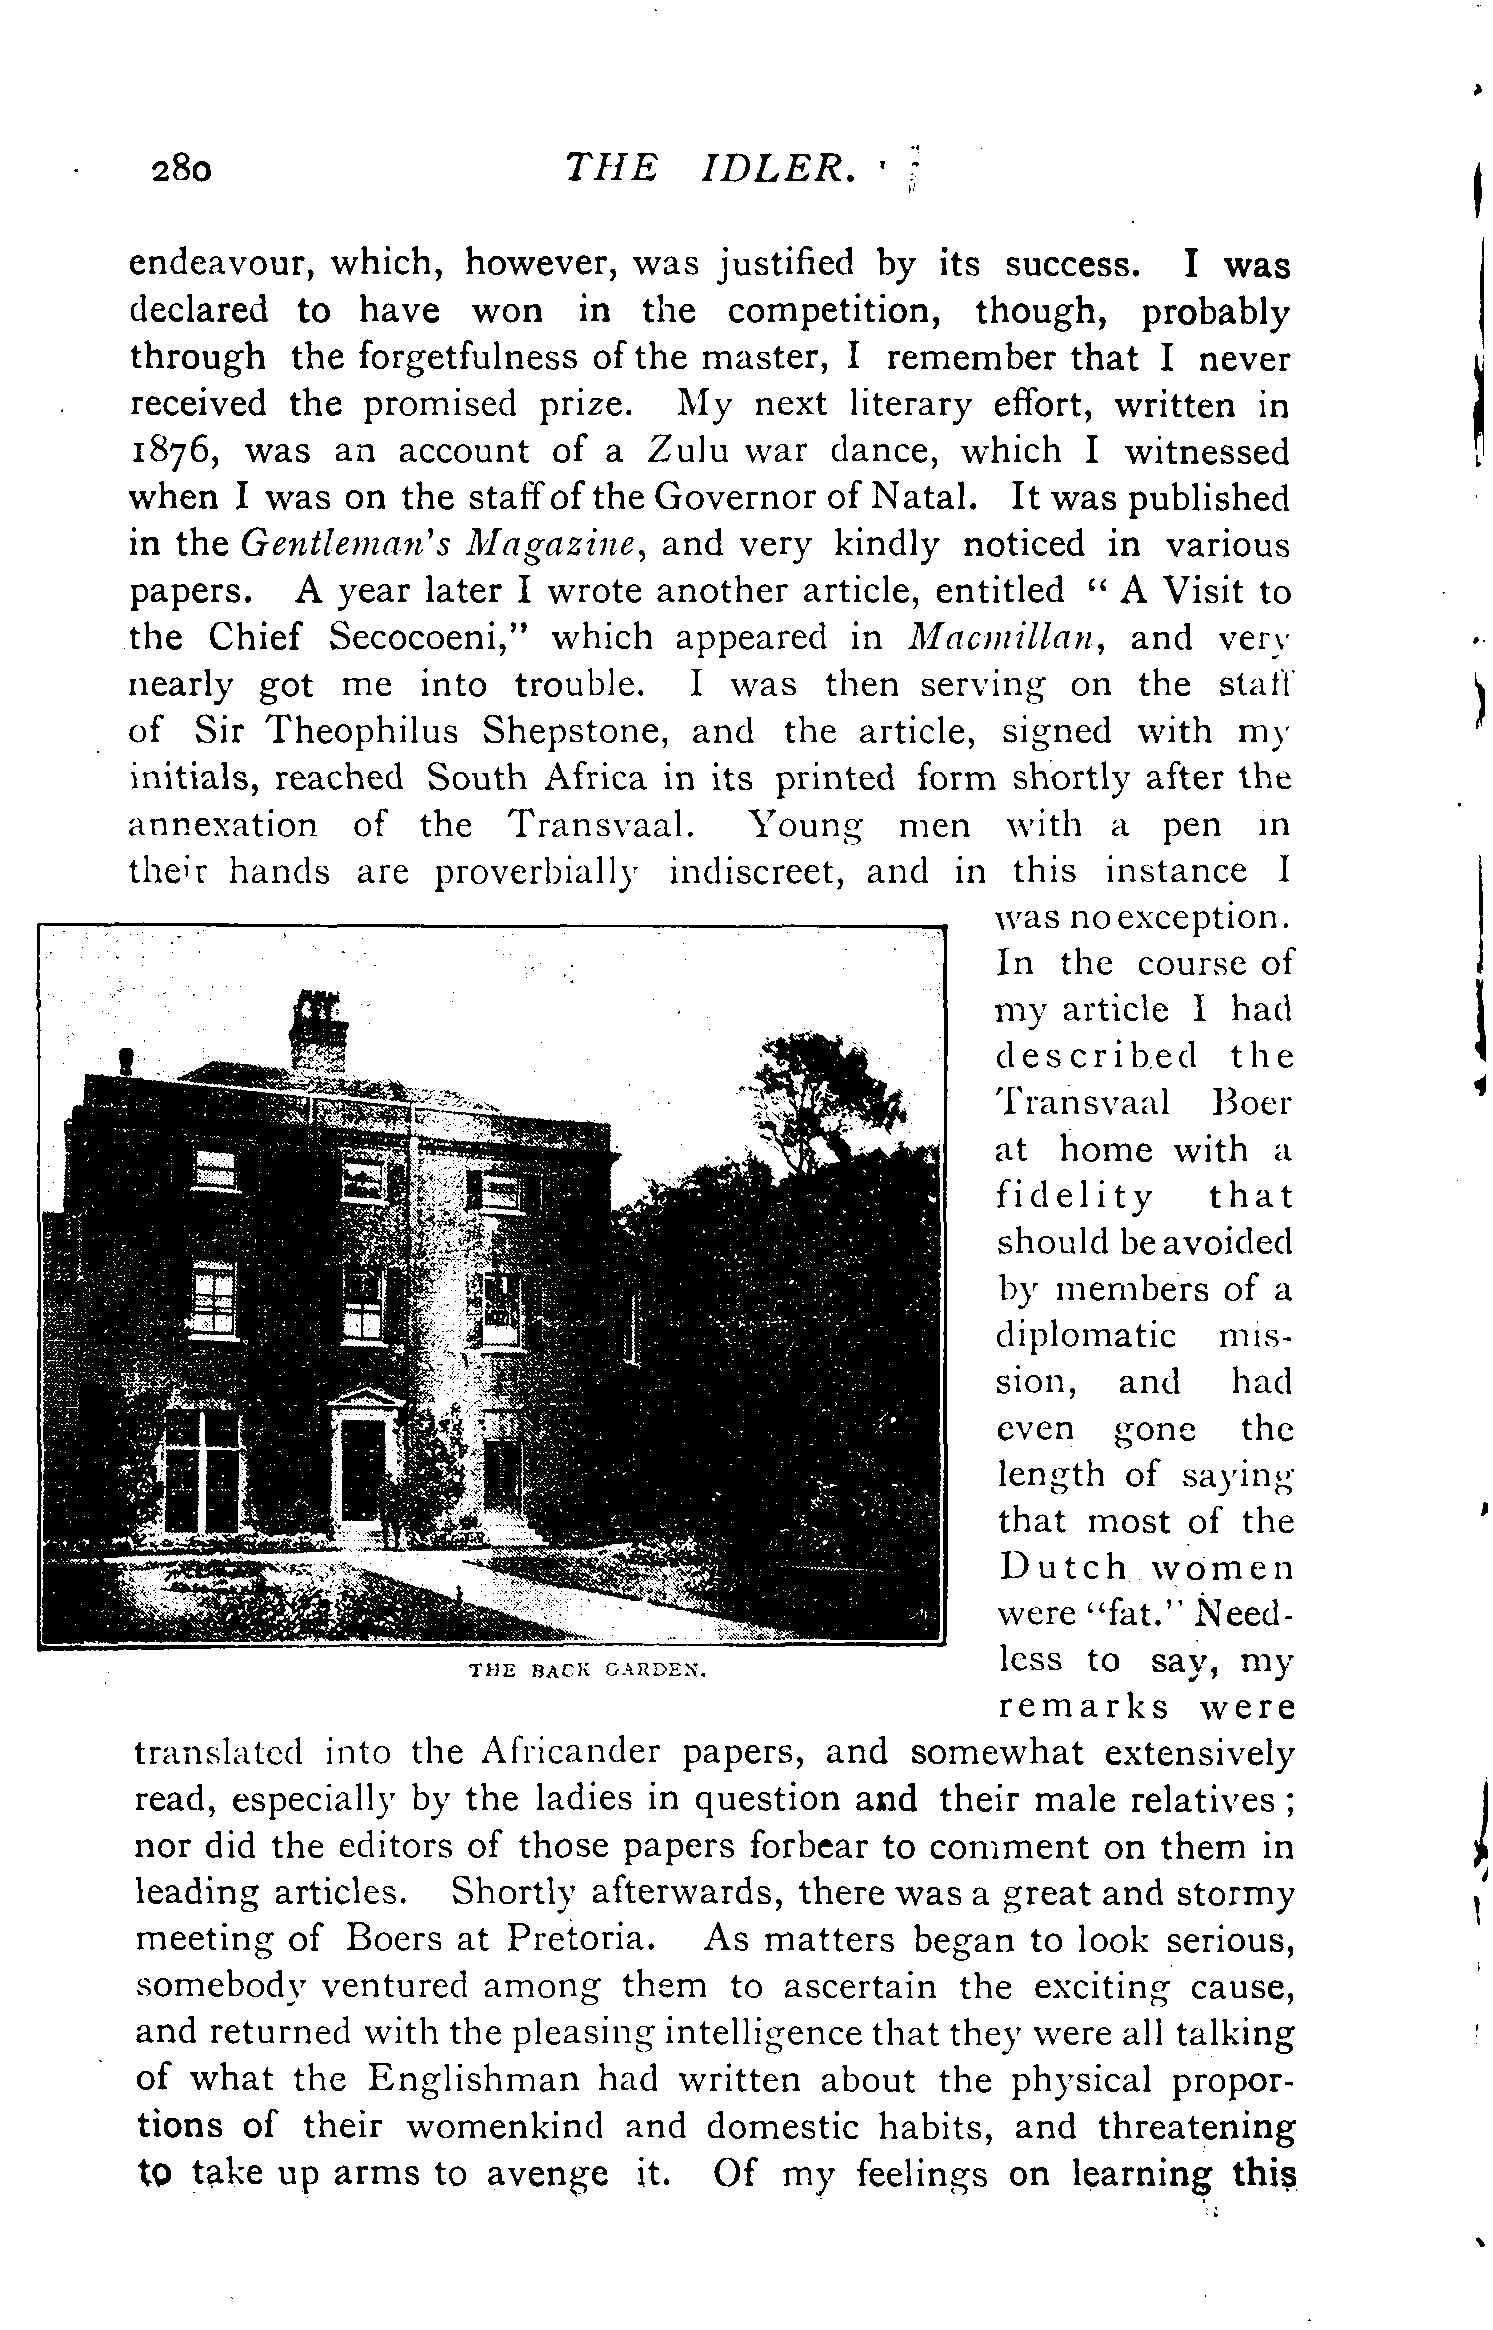 280 THE IDLER.
endeavour, which, however, was justified by its success. I was
declared to have won in the competition, though, probably
through the forgetfulness of the master, I remember that I never
received the promised prize. My next literary effort, written in
1876, was an account of a Zulu war dance, which I witnessed
when I was on the staff of the Governor of Natal. It was published
in the Gentleman's Magazine, and very kindly noticed in various
papers. A year later I wrote another article, entitled " A Visit to
the Chief Secocoeni," which appeared in Macmillan, and very
nearly got me into trouble. I was then serving on the staff
of Sir Theophilus Shepstone, and the article, signed with my
initials, reached South Africa in its printed form shortly after the
annexation of the Transvaal. Young men with a pen in
their hands are proverbially indiscreet, and in this instance I
was no exception.
In the course of
my article I had
described the
Transvaal Boer
at home with a
fidelity that
should be avoided
by members of a
diplomatic mis-
sion, and had
even gone the
length of saying
that most of the
Dutch women
were "fat." Need-
less to say, my
remarks were
THE BACK GARDEN.
translated into the Africander papers, and somewhat extensively
read, especially by the ladies in question and their male relatives ;
nor did the editors of those papers forbear to comment on them in
leading articles. Shortly afterwards, there was a great and stormy
meeting of Boers at Pretoria. As matters began to look serious,
somebody ventured among them to ascertain the exciting cause,
and returned with the pleasing intelligence that they were all talking
of what the Englishman had written about the physical propor-
tions of their womenkind and domestic habits, and threatening
to take up arms to avenge it. Of my feelings on learning this